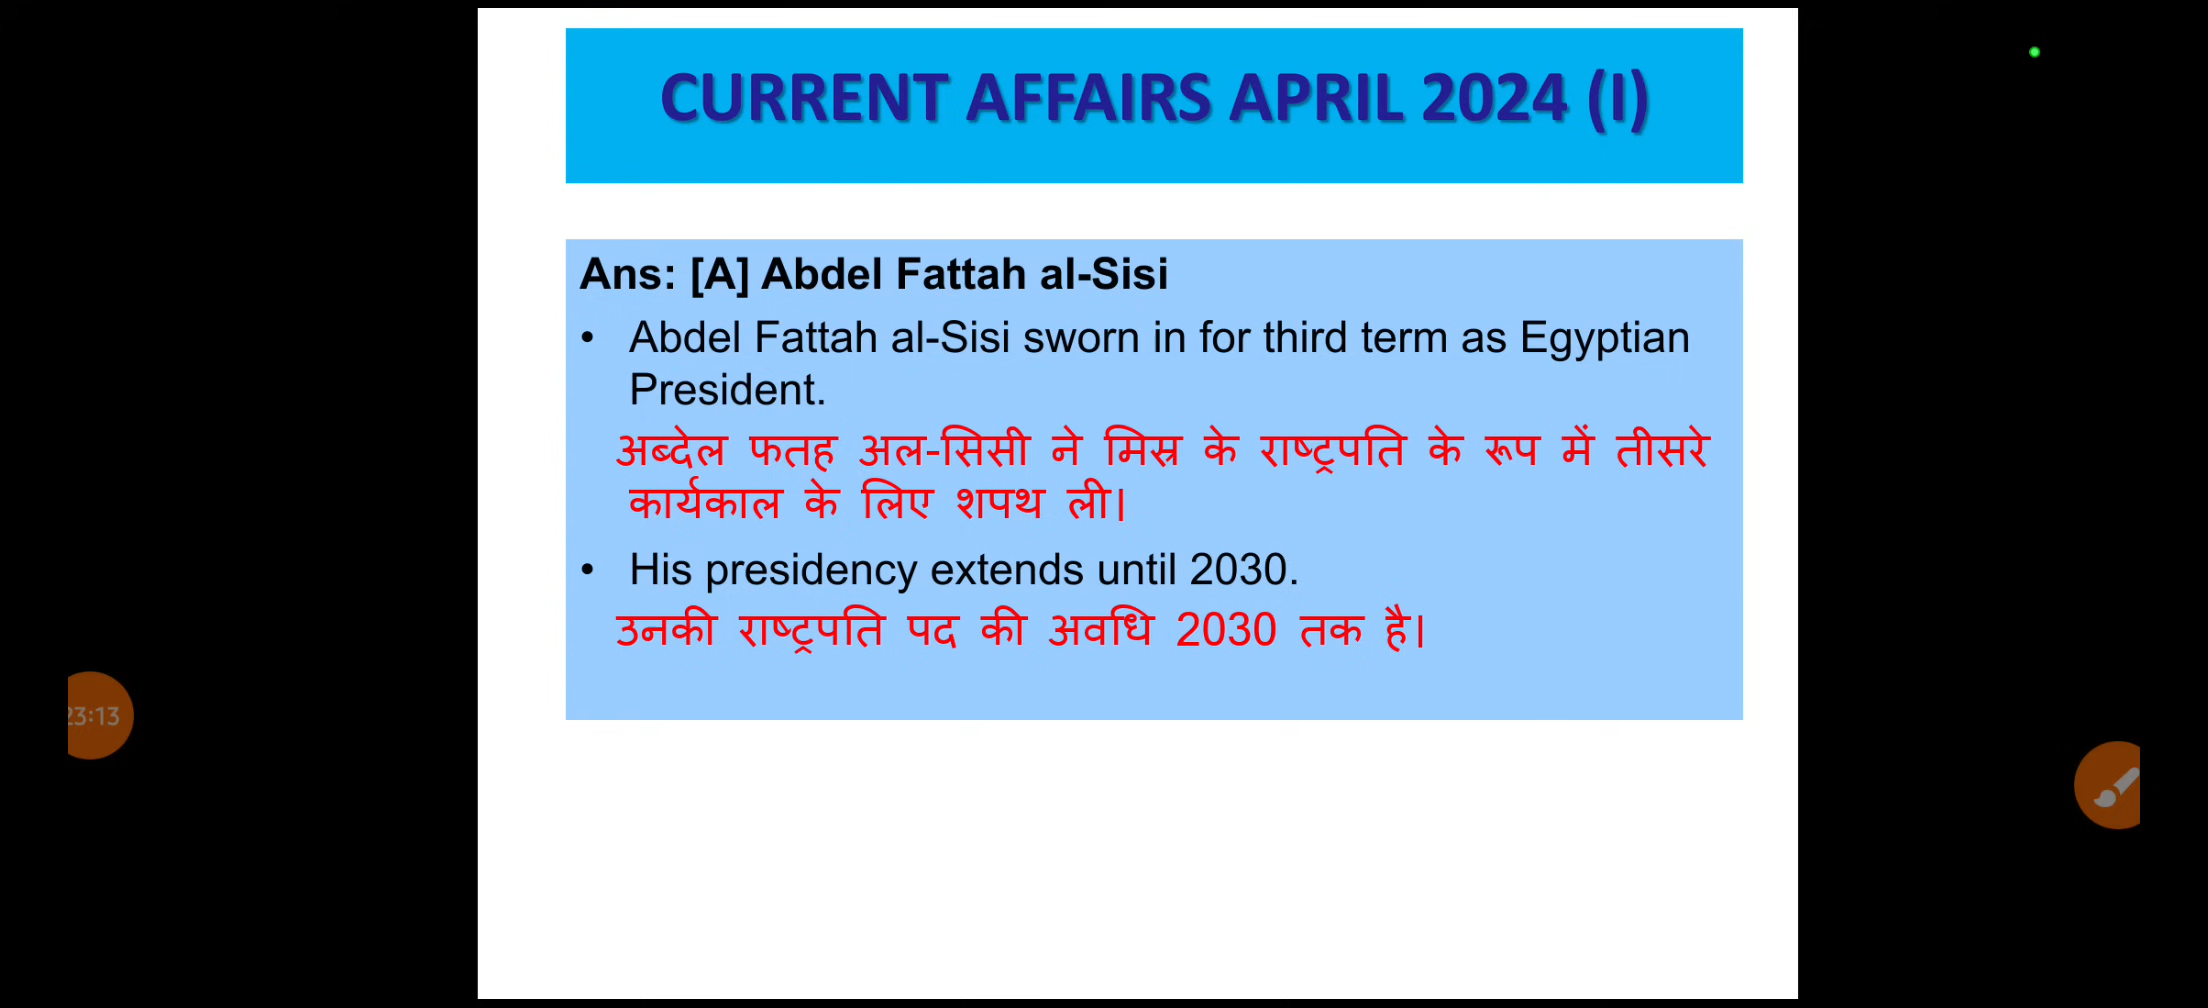 CURRENT AFFAIRS APRIL 2024 (I)
Ans: [A] Abdel Fattah al-Sisi
• Abdel Fattah al-Sisi sworn in for third term as Egyptian
President.
अब्देल फतह अल-सिसी ने मिस्र के राष्ट्रपति के रूप में तीसरे
कार्यकाल के लिए शपथ ली।
• His presidency extends until 2030.
उनकी राष्ट्रपति पद की अवधि 2030 तक है।
23:13